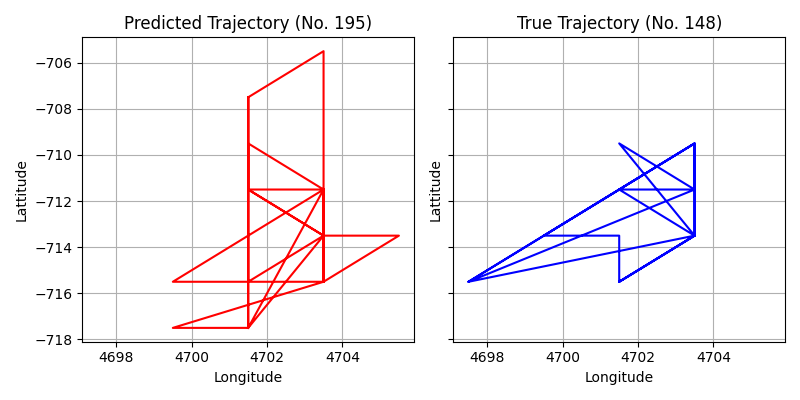 Predicted Trajectory (No. 195)
True Trajectory (No. 148)
Lattitude
−706
−708
−710
−712
−714
−716
−718
4698
4700
4702
4704
Longitude
Lattitude
4698
4700
4702
4704
Longitude